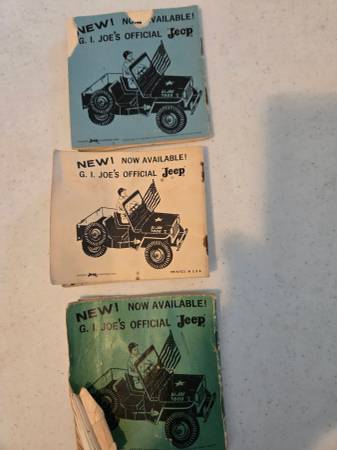 NEW! NOW AVAILABLE!
G. I. JOE'S OFFICIAL Jeep
NEW! NOW AVAILABLE!
G. I. JOE'S OFFICIAL Jeep
PRINTED IN U.S.A.
NEW! NOW AVAILABLE!
G. I. JOE'S OFFICIAL Jeep